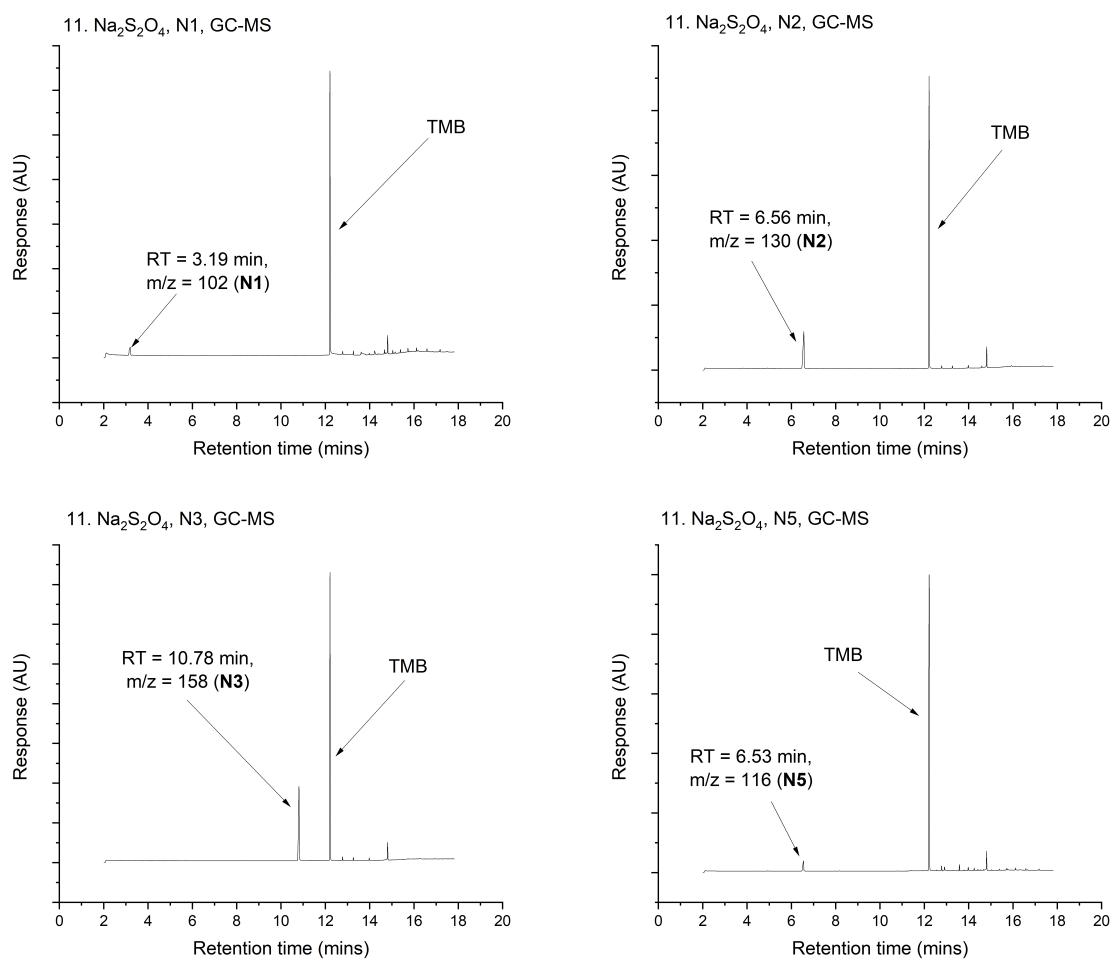 11. Na₂S₂O₄, N1, GC-MS
Response (AU)
TMB
RT = 3.19 min,
m/z = 102 (N1)
0 2 4 6 8 10 12 14 16 18 20
Retention time (mins)
11. Na₂S₂O₄, N2, GC-MS
Response (AU)
TMB
RT = 6.56 min,
m/z = 130 (N2)
0 2 4 6 8 10 12 14 16 18 20
Retention time (mins)
11. Na₂S₂O₄, N3, GC-MS
Response (AU)
RT = 10.78 min,
m/z = 158 (N3)
TMB
0 2 4 6 8 10 12 14 16 18 20
Retention time (mins)
11. Na₂S₂O₄, N5, GC-MS
Response (AU)
TMB
RT = 6.53 min,
m/z = 116 (N5)
0 2 4 6 8 10 12 14 16 18 20
Retention time (mins)